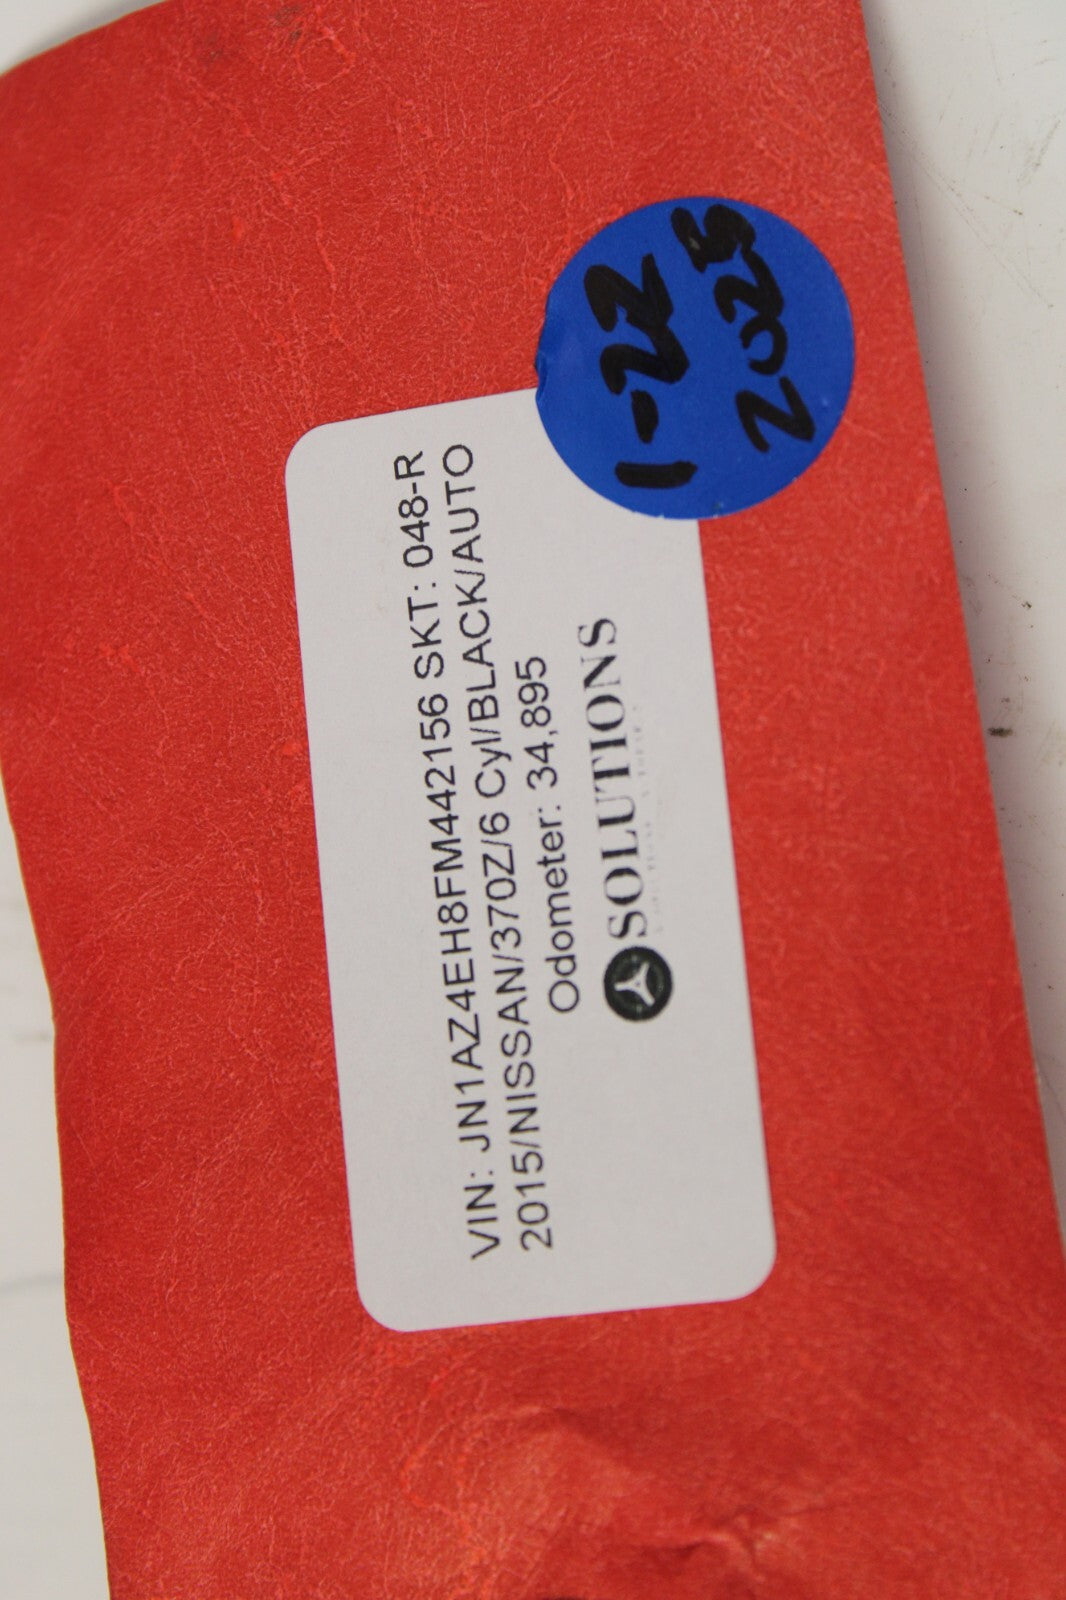 VIN: JN1AZ4EH8FM442156 SKT: 048-R
2015/NISSAN/370Z/6 Cyl/BLACK/AUTO
Odometer: 34,895
SOLUTIONS
1-22
2025